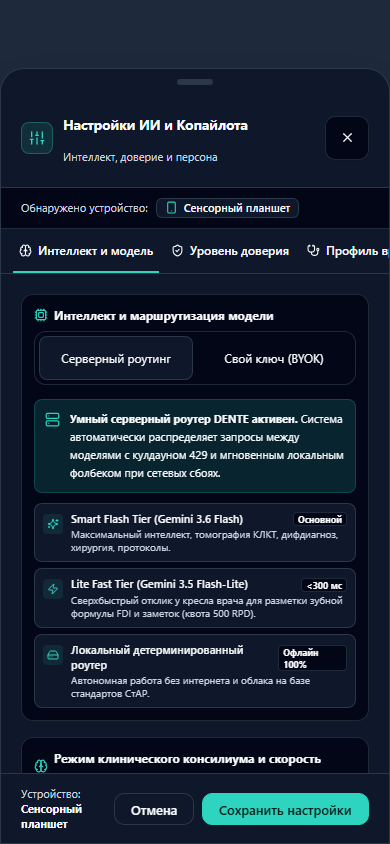 Настройки ИИ и Копайлота
Интеллект, доверие и персона
Обнаружено устройство: Сенсорный планшет
Интеллект и модель Уровень доверия Профиль в
Интеллект и маршрутизация модели
Серверный роутинг Свой ключ (BYOK)
Умный серверный роутер DENTE активен. Система
автоматически распределяет запросы между
моделями с кулдауном 429 и мгновенным локальным
фолбеком при сетевых сбоях.
Smart Flash Tier (Gemini 3.6 Flash) Основной
Максимальный интеллект, томография КЛКТ, дифдиагноз,
хирургия, протоколы.
Lite Fast Tier (Gemini 3.5 Flash-Lite) <300 мс
Сверхбыстрый отклик у кресла врача для разметки зубной
формулы FDI и заметок (квота 500 RPD).
Локальный детерминированный
роутер
Офлайн
100%
Автономная работа без интернета и облака на базе
стандартов СтАР.
Режим клинического консилиума и скорость
Устройство:
Сенсорный
планшет
Отмена Сохранить настройки